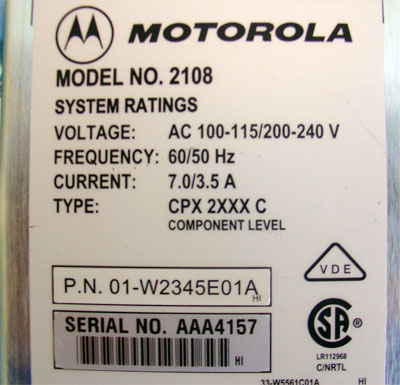 MOTOROLA
MODEL NO. 2108
SYSTEM RATINGS
VOLTAGE: AC 100-115/200-240 V
FREQUENCY: 60/50 Hz
CURRENT: 7.0/3.5 A
TYPE: CPX 2XXX C
COMPONENT LEVEL
VDE
P.N. 01-W2345E01A
HI
SERIAL NO. AAA4157
HI
SA
LR112968
C/NRTL
33-W5561C01A
HI